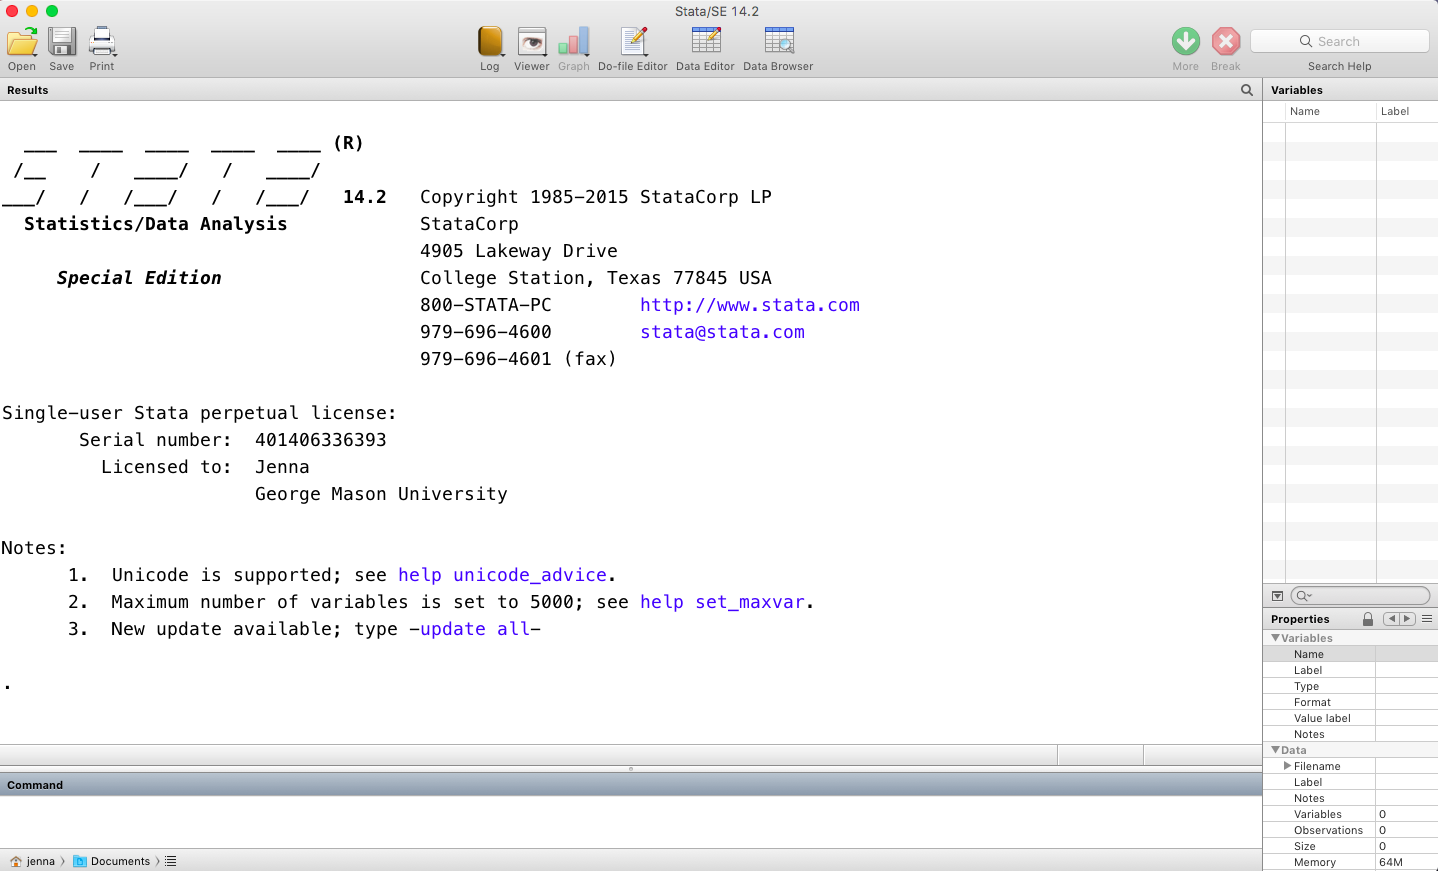 Stata/SE 14.2
Open Save Print Log Viewer Graph Do-file Editor Data Editor Data Browser More Break Search
Search Help
Results
___ ____ ____ ____ ____ (R)
/__ / ____/ / ____/
___/ / /___/ / /___/ 14.2 Copyright 1985-2015 StataCorp LP
Statistics/Data Analysis StataCorp
4905 Lakeway Drive
Special Edition College Station, Texas 77845 USA
800-STATA-PC http://www.stata.com
979-696-4600 stata@stata.com
979-696-4601 (fax)
Single-user Stata perpetual license:
Serial number: 401406336393
Licensed to: Jenna
George Mason University
Notes:
1. Unicode is supported; see help unicode_advice.
2. Maximum number of variables is set to 5000; see help set_maxvar.
3. New update available; type -update all-
.
Command
jenna Documents
Variables
Name Label
Properties
Variables
Name
Label
Type
Format
Value label
Notes
Data
Filename
Label
Notes
Variables 0
Observations 0
Size 0
Memory 64M